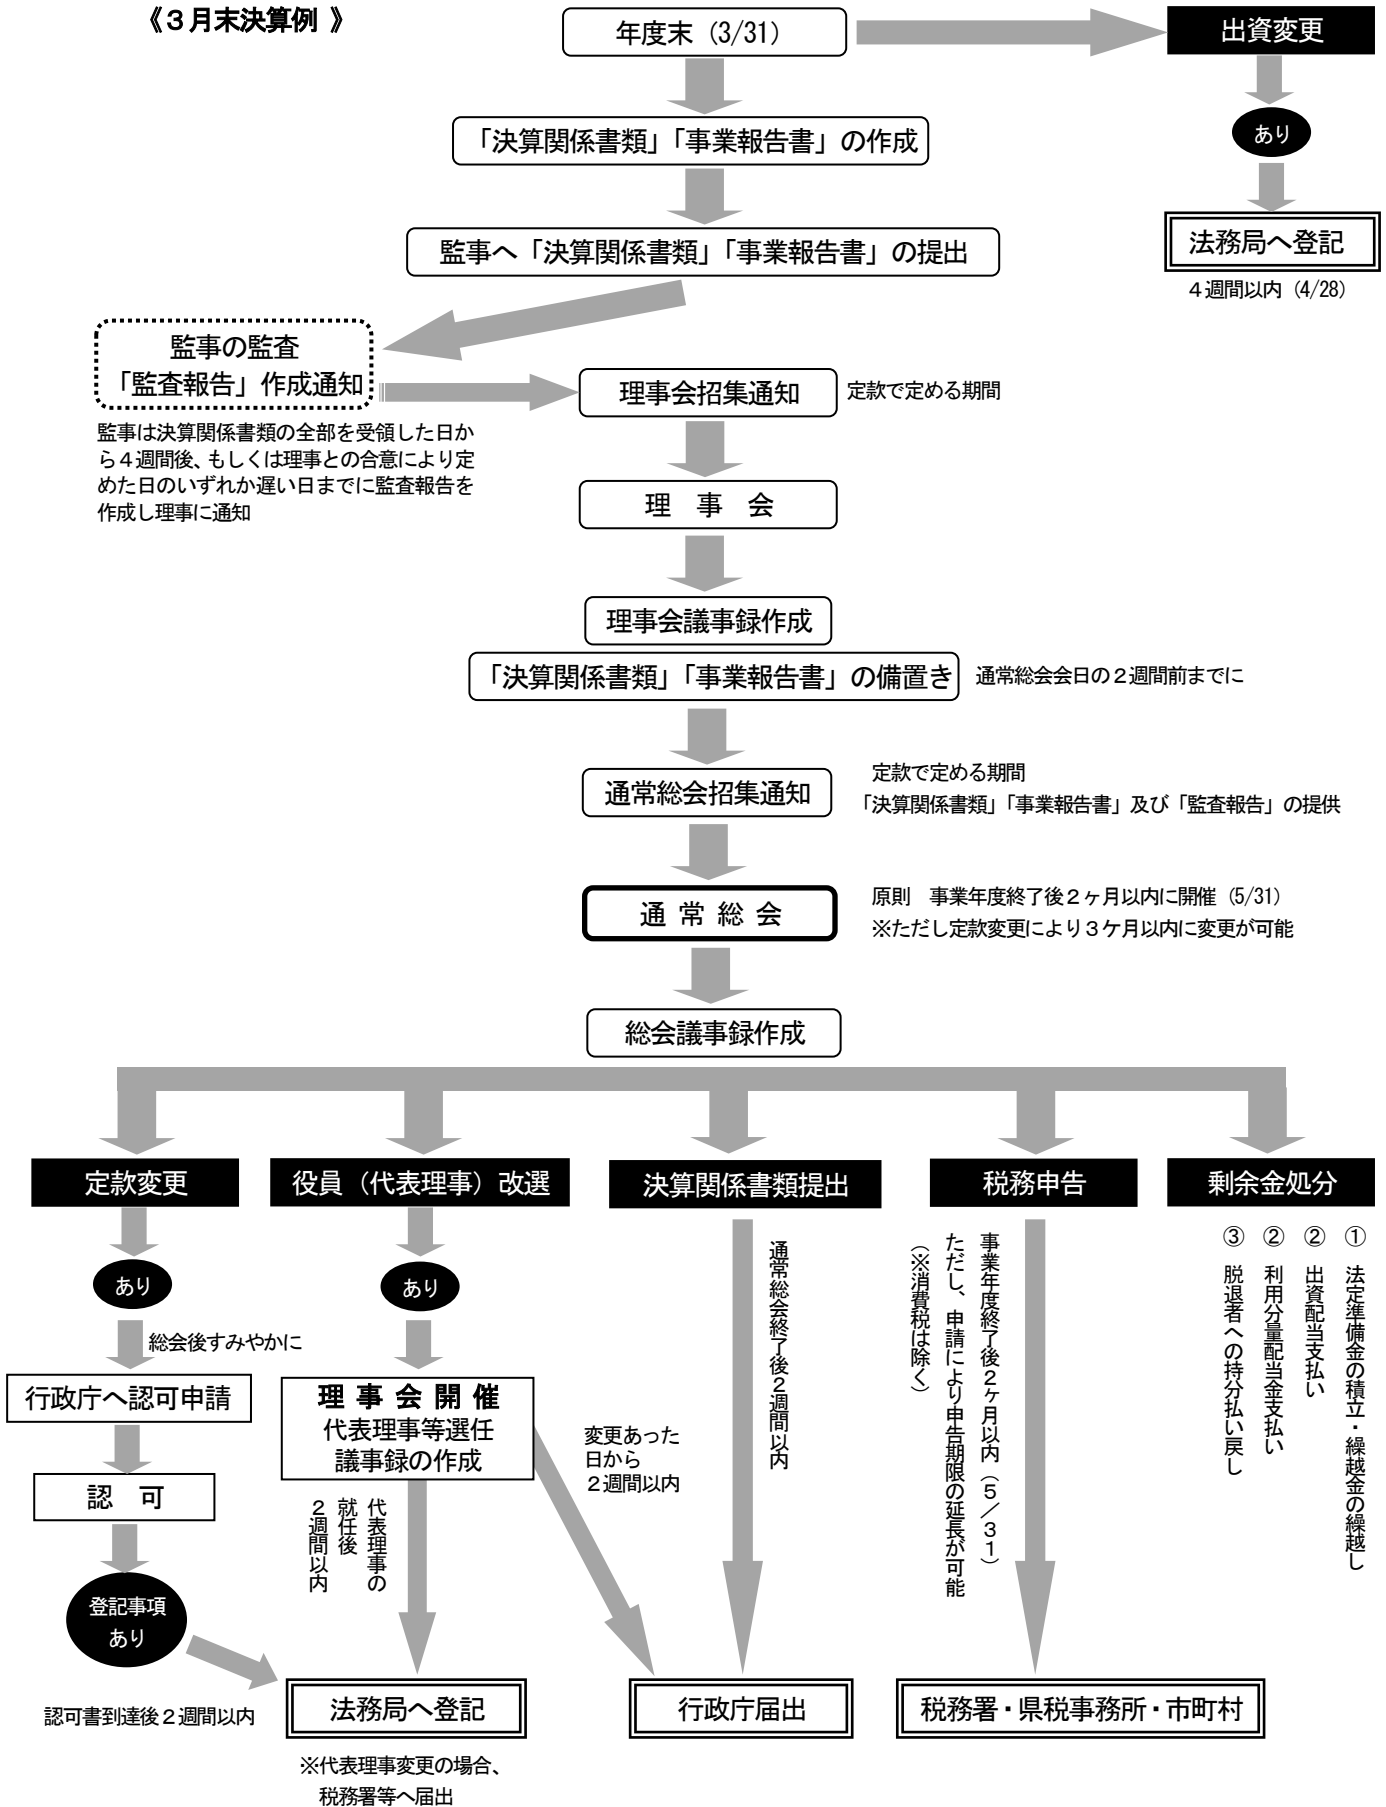 《３月末決算例 》
年度末（3/31）
出資変更
あり
法務局へ登記
４週間以内（4/28）
「決算関係書類」「事業報告書」の作成
監事へ「決算関係書類」「事業報告書」の提出
監事の監査
「監査報告」作成通知
監事は決算関係書類の全部を受領した日か
ら４週間後、もしくは理事との合意により定
めた日のいずれか遅い日までに監査報告を
作成し理事に通知
理事会招集通知
定款で定める期間
理　事　会
理事会議事録作成
「決算関係書類」「事業報告書」の備置き
通常総会会日の２週間前までに
通常総会招集通知
定款で定める期間
「決算関係書類」「事業報告書」及び「監査報告」の提供
通 常 総 会
原則　事業年度終了後２ヶ月以内に開催（5/31）
※ただし定款変更により３ケ月以内に変更が可能
総会議事録作成
定款変更
あり
総会後すみやかに
行政庁へ認可申請
認　可
登記事項
あり
認可書到達後２週間以内
役員（代表理事）改選
あり
理 事 会 開 催
代表理事等選任
議事録の作成
代表理事の
就任後
２週間以内
変更あった
日から
２週間以内
法務局へ登記
※代表理事変更の場合、
税務署等へ届出
決算関係書類提出
通常総会終了後２週間以内
行政庁届出
税務申告
事業年度終了後２ヶ月以内（５／３１）
ただし、申請により申告期限の延長が可能
（※消費税は除く）
税務署・県税事務所・市町村
剰余金処分
①　法定準備金の積立・繰越金の繰越し
②　出資配当支払い
②　利用分量配当金支払い
③　脱退者への持分払い戻し